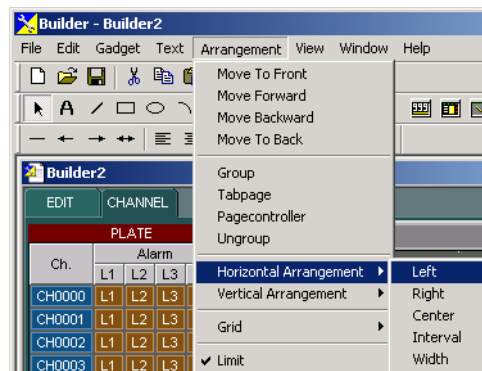 Builder - Builder2
File Edit Gadget Text Arrangement View Window Help
Move To Front
Move Forward
Move Backward
Move To Back
Group
Tabpage
Pagecontroller
Ungroup
Horizontal Arrangement
Vertical Arrangement
Grid
Limit
Left
Right
Center
Interval
Width
A
Builder2
EDIT CHANNEL
PLATE
Ch. Alarm
L1 L2 L3
CH0000 L1 L2 L3
CH0001 L1 L2 L3
CH0002 L1 L2 L3
CH0003 L1 L2 L3